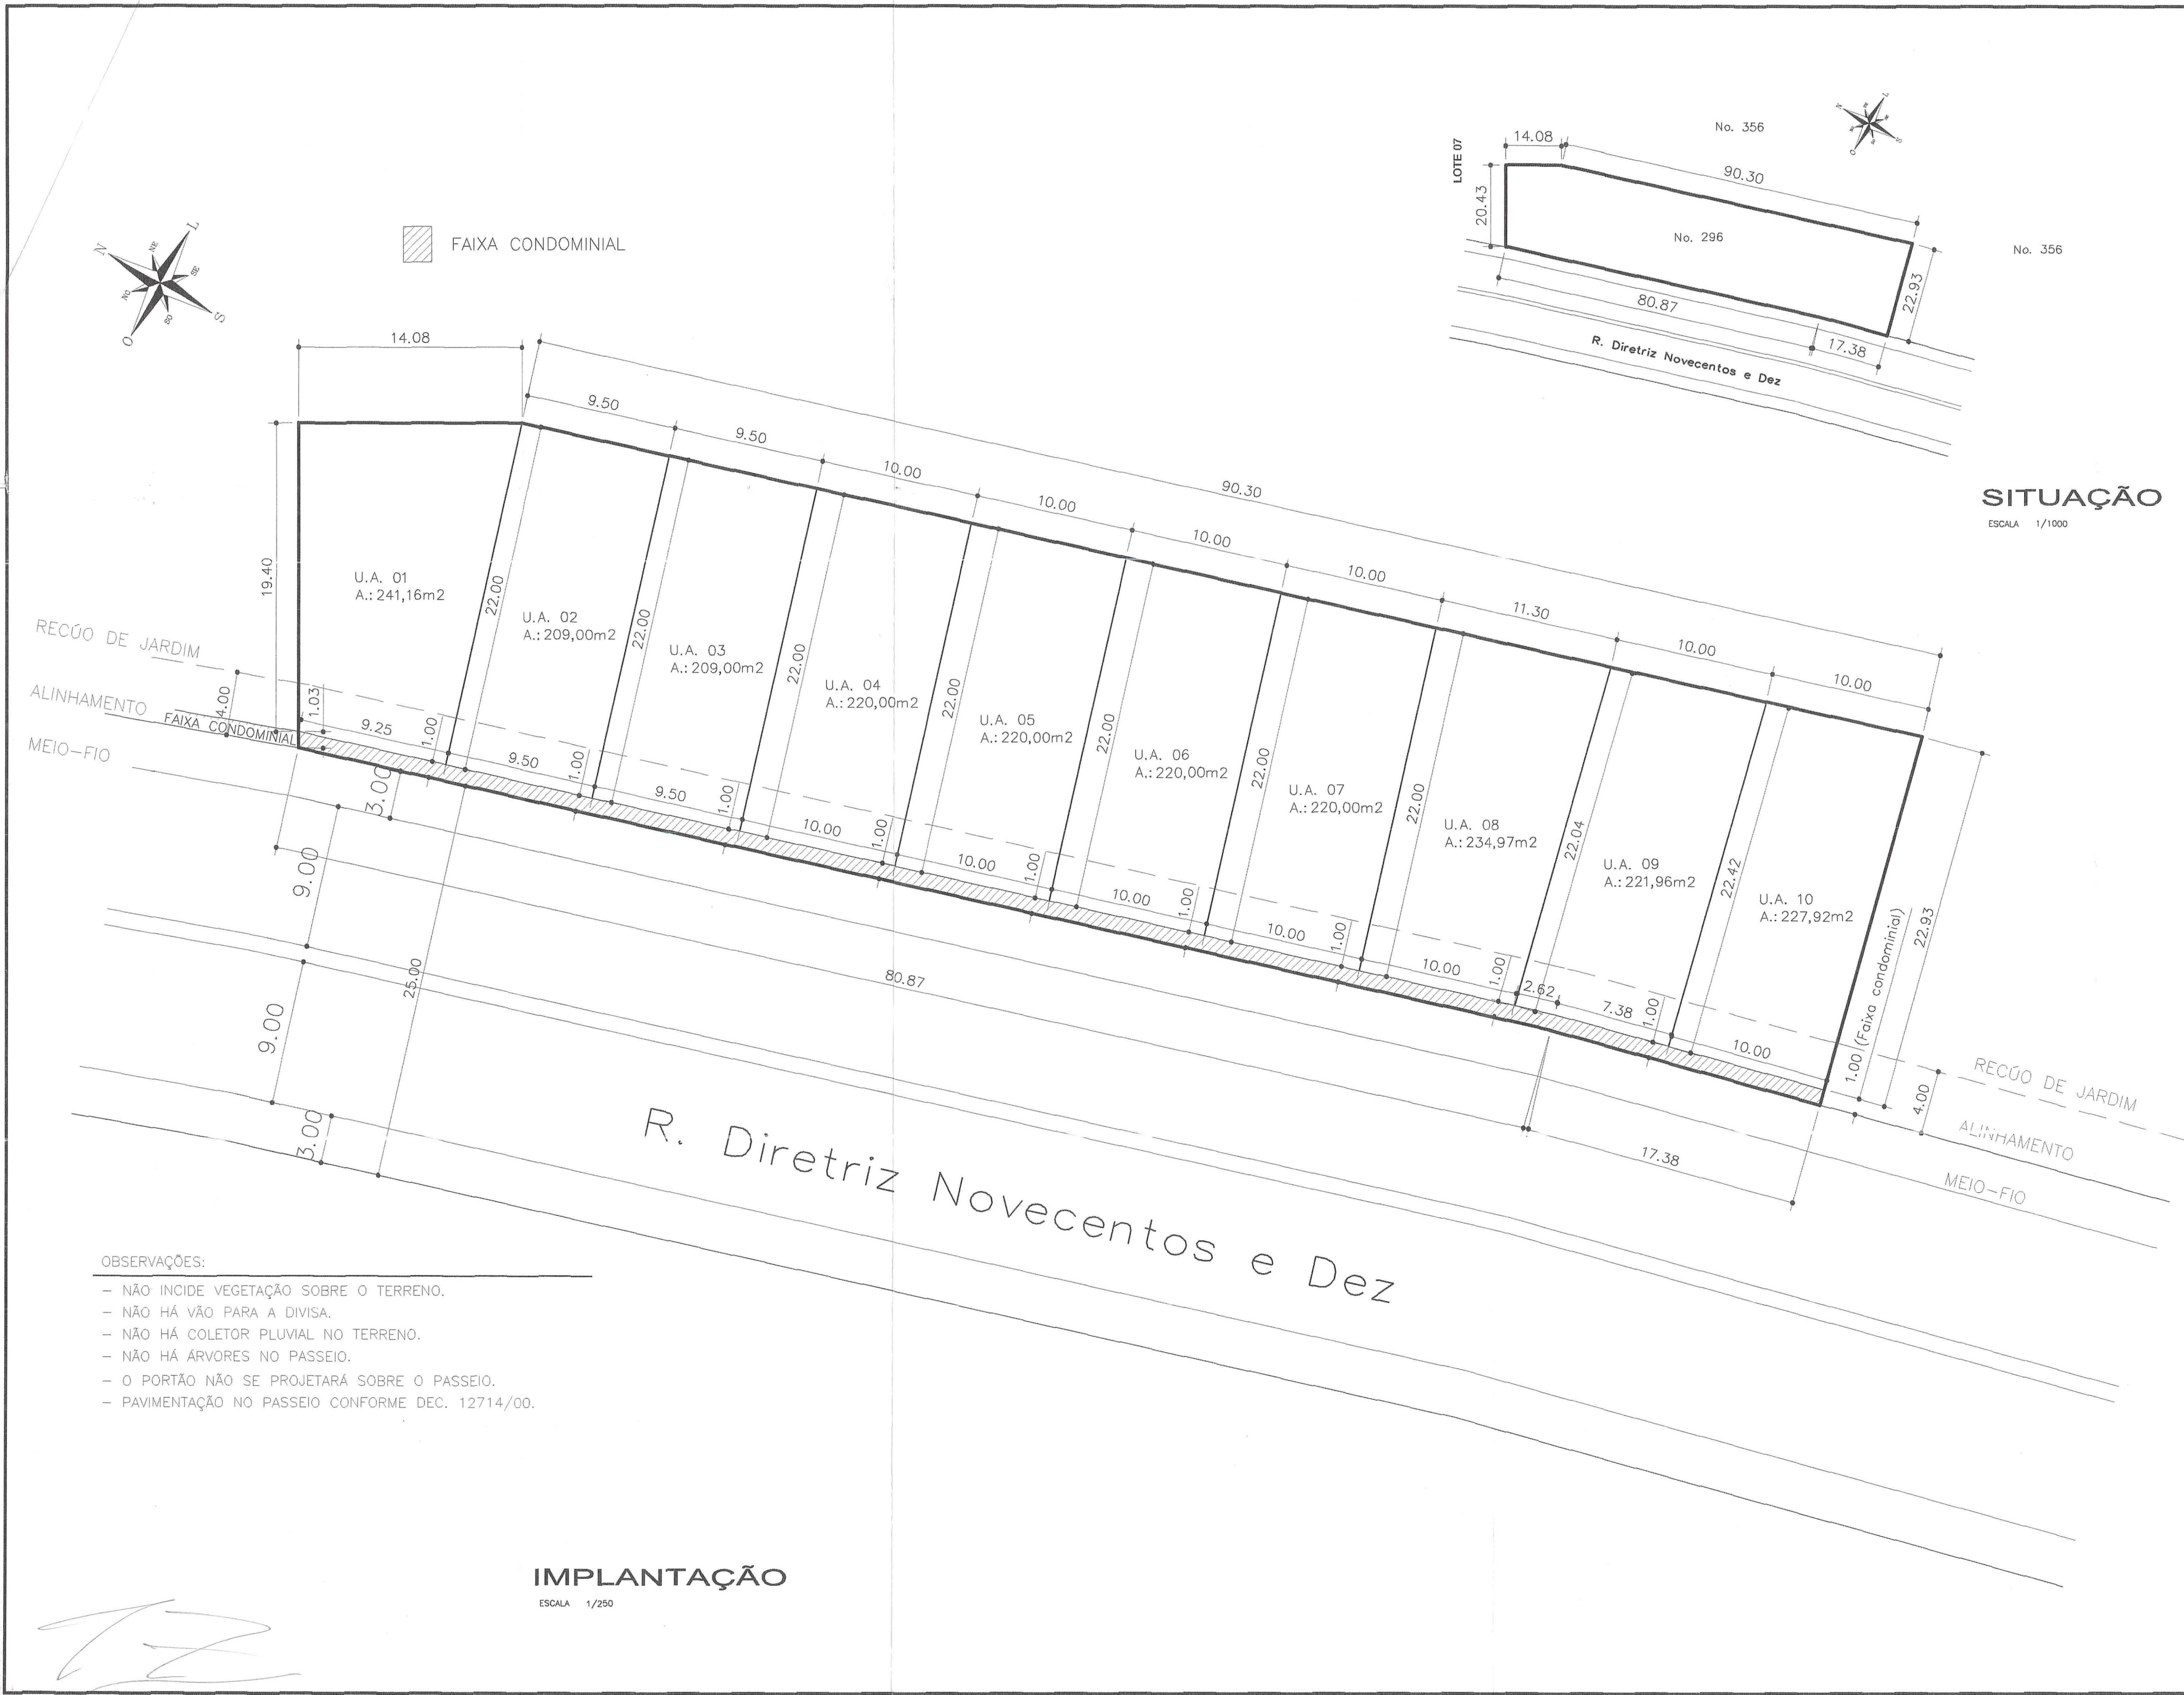 No. 356
14.08
LOTE 07
90.30
20.43
No. 296
No. 356
22.93
80.87
17.38
R. Diretriz Novecentos e Dez
N
L
S
O
SITUAÇÃO
ESCALA 1/1000
N
NE
L
SE
S
SO
O
NO
FAIXA CONDOMINIAL
14.08
9.50
9.50
10.00
10.00
90.30
10.00
10.00
11.30
10.00
10.00
19.40
U.A. 01
A.: 241,16m2
22.00
U.A. 02
A.: 209,00m2
22.00
U.A. 03
A.: 209,00m2
22.00
U.A. 04
A.: 220,00m2
22.00
U.A. 05
A.: 220,00m2
22.00
U.A. 06
A.: 220,00m2
22.00
U.A. 07
A.: 220,00m2
22.00
U.A. 08
A.: 234,97m2
22.04
U.A. 09
A.: 221,96m2
22.42
U.A. 10
A.: 227,92m2
1.00 (Faixa condominial)
22.93
RECÚO DE JARDIM
ALINHAMENTO
FAIXA CONDOMINIAL
MEIO-FIO
4.00
1.03
9.25
1.00
9.50
1.00
9.50
1.00
10.00
1.00
10.00
1.00
10.00
1.00
10.00
1.00
10.00
1.00
2.62
7.38
1.00
10.00
3.00
9.00
25.00
80.87
9.00
3.00
17.38
4.00
RECÚO DE JARDIM
ALINHAMENTO
MEIO-FIO
R. Diretriz Novecentos e Dez
OBSERVAÇÕES:
- NÃO INCIDE VEGETAÇÃO SOBRE O TERRENO.
- NÃO HÁ VÃO PARA A DIVISA.
- NÃO HÁ COLETOR PLUVIAL NO TERRENO.
- NÃO HÁ ÁRVORES NO PASSEIO.
- O PORTÃO NÃO SE PROJETARÁ SOBRE O PASSEIO.
- PAVIMENTAÇÃO NO PASSEIO CONFORME DEC. 12714/00.
IMPLANTAÇÃO
ESCALA 1/250